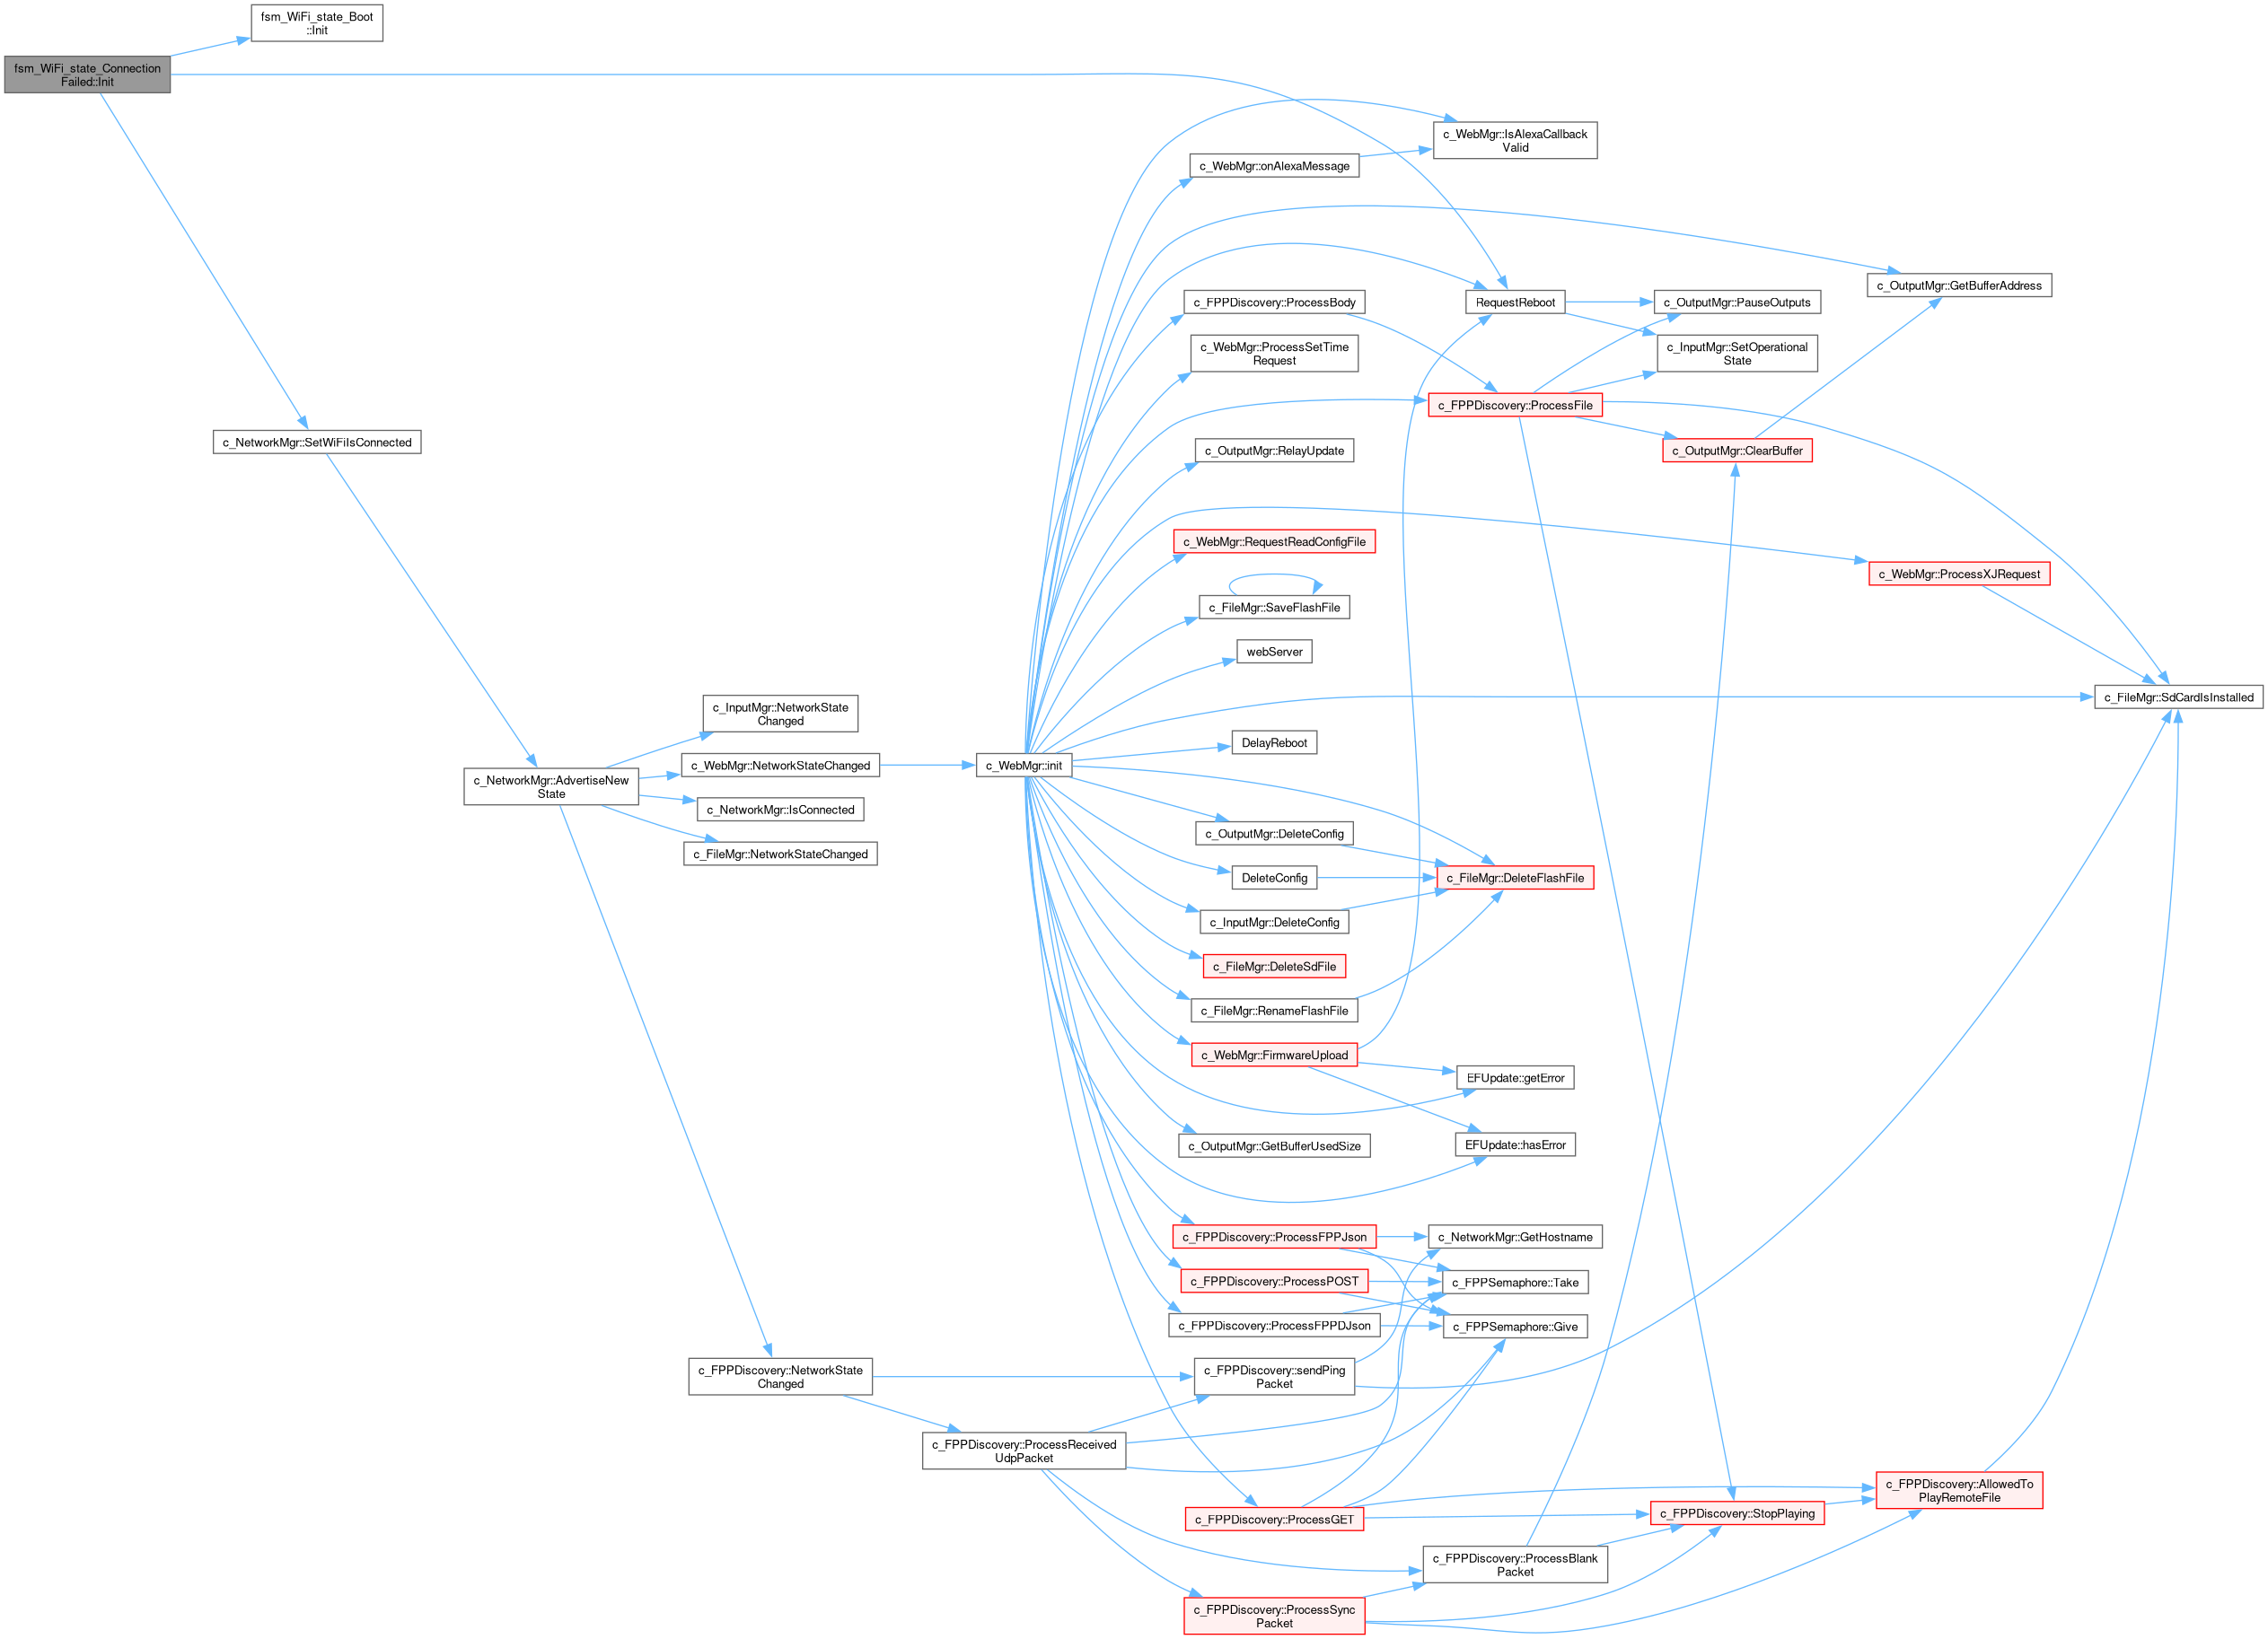 fsm_WiFi_state_Boot
::Init
fsm_WiFi_state_Connection
Failed::Init
c_NetworkMgr::SetWiFiIsConnected
c_NetworkMgr::AdvertiseNew
State
c_InputMgr::NetworkState
Changed
c_WebMgr::NetworkStateChanged
c_NetworkMgr::IsConnected
c_FileMgr::NetworkStateChanged
c_FPPDiscovery::NetworkState
Changed
c_FPPDiscovery::ProcessReceived
UdpPacket
c_WebMgr::init
c_WebMgr::onAlexaMessage
c_FPPDiscovery::ProcessBody
c_WebMgr::ProcessSetTime
Request
c_OutputMgr::RelayUpdate
c_WebMgr::RequestReadConfigFile
c_FileMgr::SaveFlashFile
webServer
DelayReboot
c_OutputMgr::DeleteConfig
DeleteConfig
c_InputMgr::DeleteConfig
c_FileMgr::DeleteSdFile
c_FileMgr::RenameFlashFile
c_WebMgr::FirmwareUpload
c_OutputMgr::GetBufferUsedSize
c_FPPDiscovery::ProcessFPPJson
c_FPPDiscovery::ProcessPOST
c_FPPDiscovery::ProcessFPPDJson
c_FPPDiscovery::sendPing
Packet
c_FPPDiscovery::ProcessGET
c_FPPDiscovery::ProcessSync
Packet
c_WebMgr::IsAlexaCallback
Valid
RequestReboot
c_FPPDiscovery::ProcessFile
c_FileMgr::DeleteFlashFile
EFUpdate::getError
EFUpdate::hasError
c_NetworkMgr::GetHostname
c_FPPSemaphore::Take
c_FPPSemaphore::Give
c_FPPDiscovery::ProcessBlank
Packet
c_OutputMgr::PauseOutputs
c_InputMgr::SetOperational
State
c_OutputMgr::ClearBuffer
c_FPPDiscovery::StopPlaying
c_OutputMgr::GetBufferAddress
c_WebMgr::ProcessXJRequest
c_FPPDiscovery::AllowedTo
PlayRemoteFile
c_FileMgr::SdCardIsInstalled